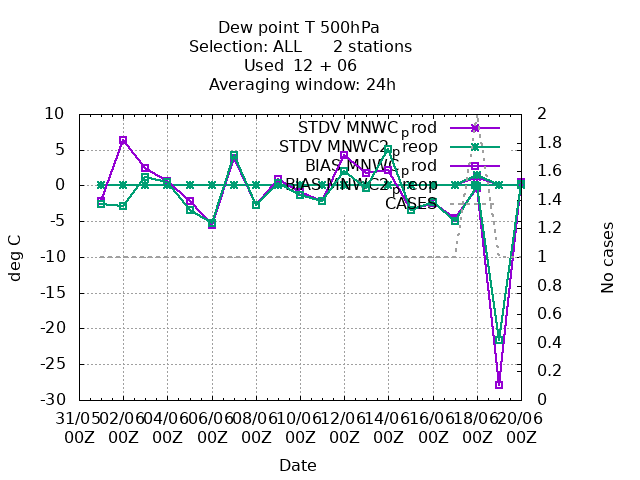 Dew point T 500hPa
Selection: ALL      2 stations
Used  12 + 06
Averaging window: 24h
STDV MNWCprod
STDV MNWC2preop
BIAS MNWCprod
BIAS MNWC2preop
CASES
10
5
0
-5
-10
-15
-20
-25
-30
deg C
2
1.8
1.6
1.4
1.2
1
0.8
0.6
0.4
0.2
0
No cases
31/05 02/06 04/06 06/06 08/06 10/06 12/06 14/06 16/06 18/06 20/06
00Z 00Z 00Z 00Z 00Z 00Z 00Z 00Z 00Z 00Z 00Z
Date